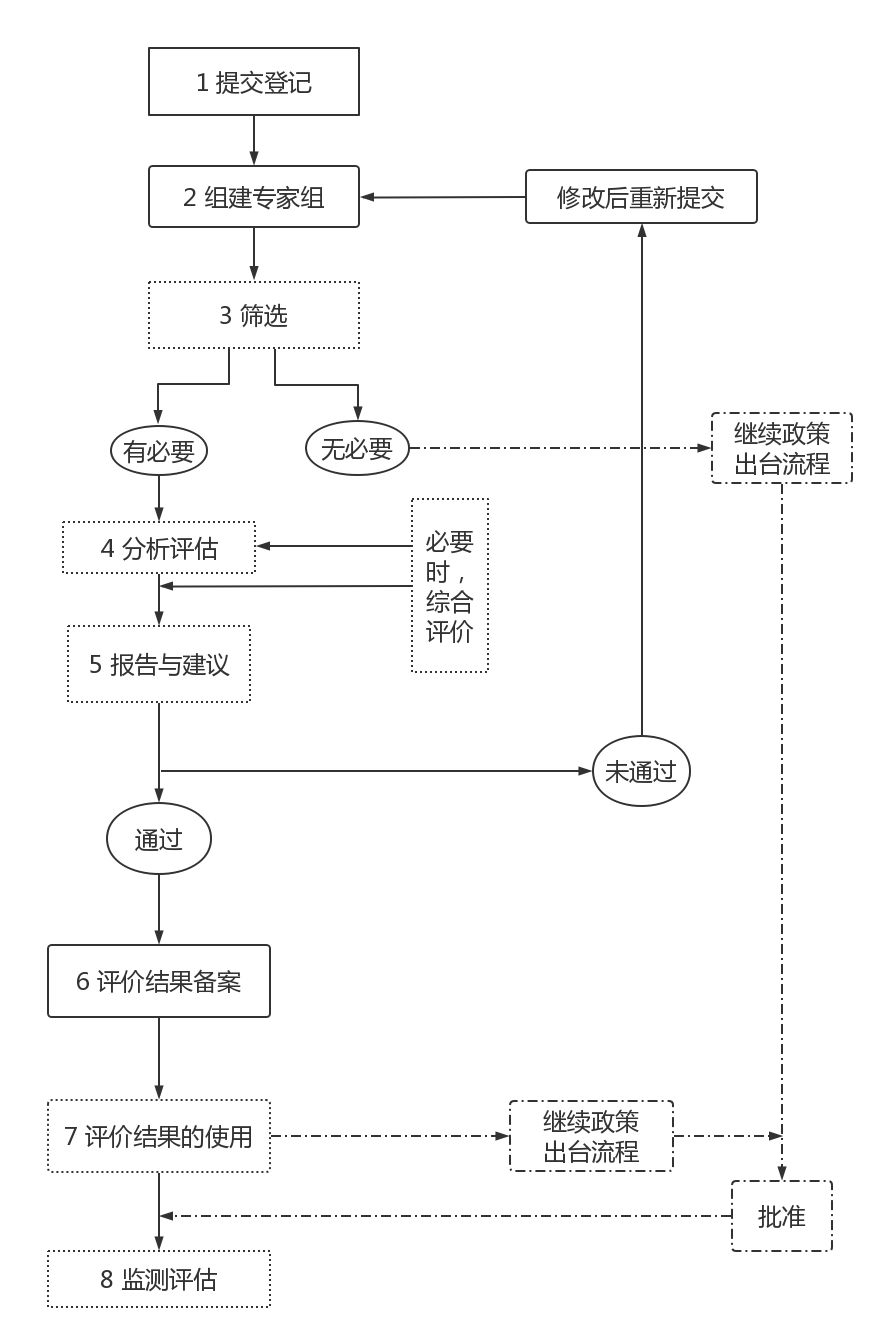 1 提交登记
2 组建专家组
修改后重新提交
3 筛选
有必要
无必要
继续政策
出台流程
4 分析评估
必要
时，
综合
评价
5 报告与建议
未通过
通过
6 评价结果备案
7 评价结果的使用
继续政策
出台流程
批准
8 监测评估